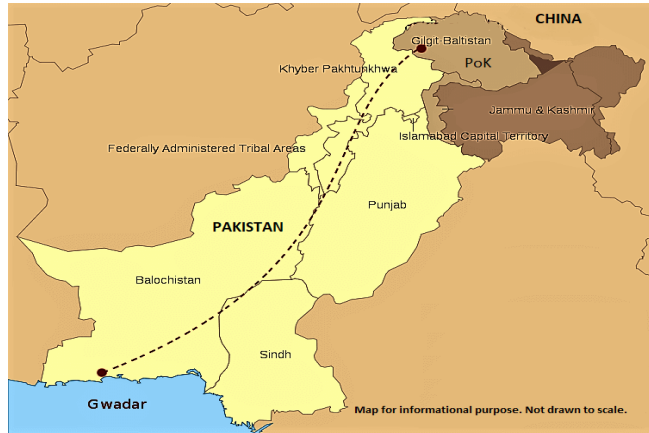 CHINA
Gilgit-Baltistan
PoK
Khyber Pakhtunkhwa
Jammu & Kashmir
Islamabad Capital Territory
Federally Administered Tribal Areas
Punjab
PAKISTAN
Balochistan
Sindh
Gwadar
Map for informational purpose. Not drawn to scale.